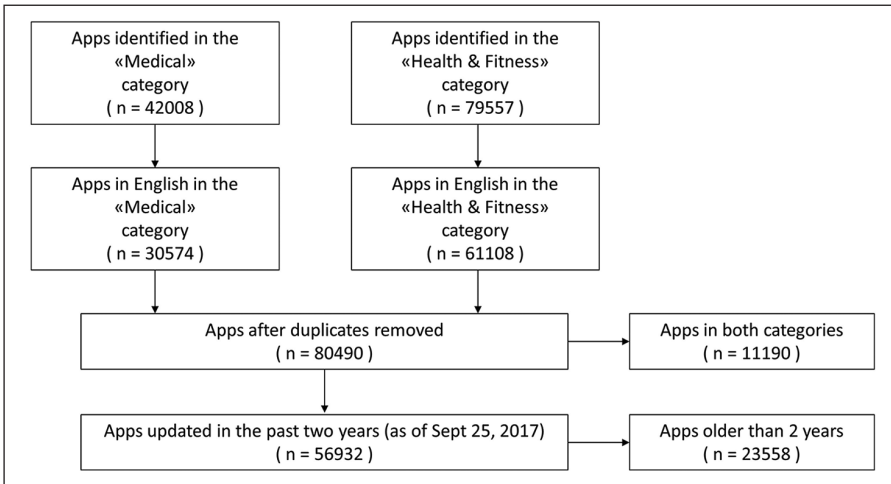 Apps identified in the
«Medical»
category
( n = 42008 )
Apps identified in the
«Health & Fitness»
category
( n = 79557 )
Apps in English in the
«Medical»
category
( n = 30574 )
Apps in English in the
«Health & Fitness»
category
( n = 61108 )
Apps after duplicates removed
( n = 80490 )
Apps in both categories
( n = 11190 )
Apps updated in the past two years (as of Sept 25, 2017)
( n = 56932 )
Apps older than 2 years
( n = 23558 )